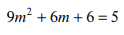 9m² + 6m + 6 = 5